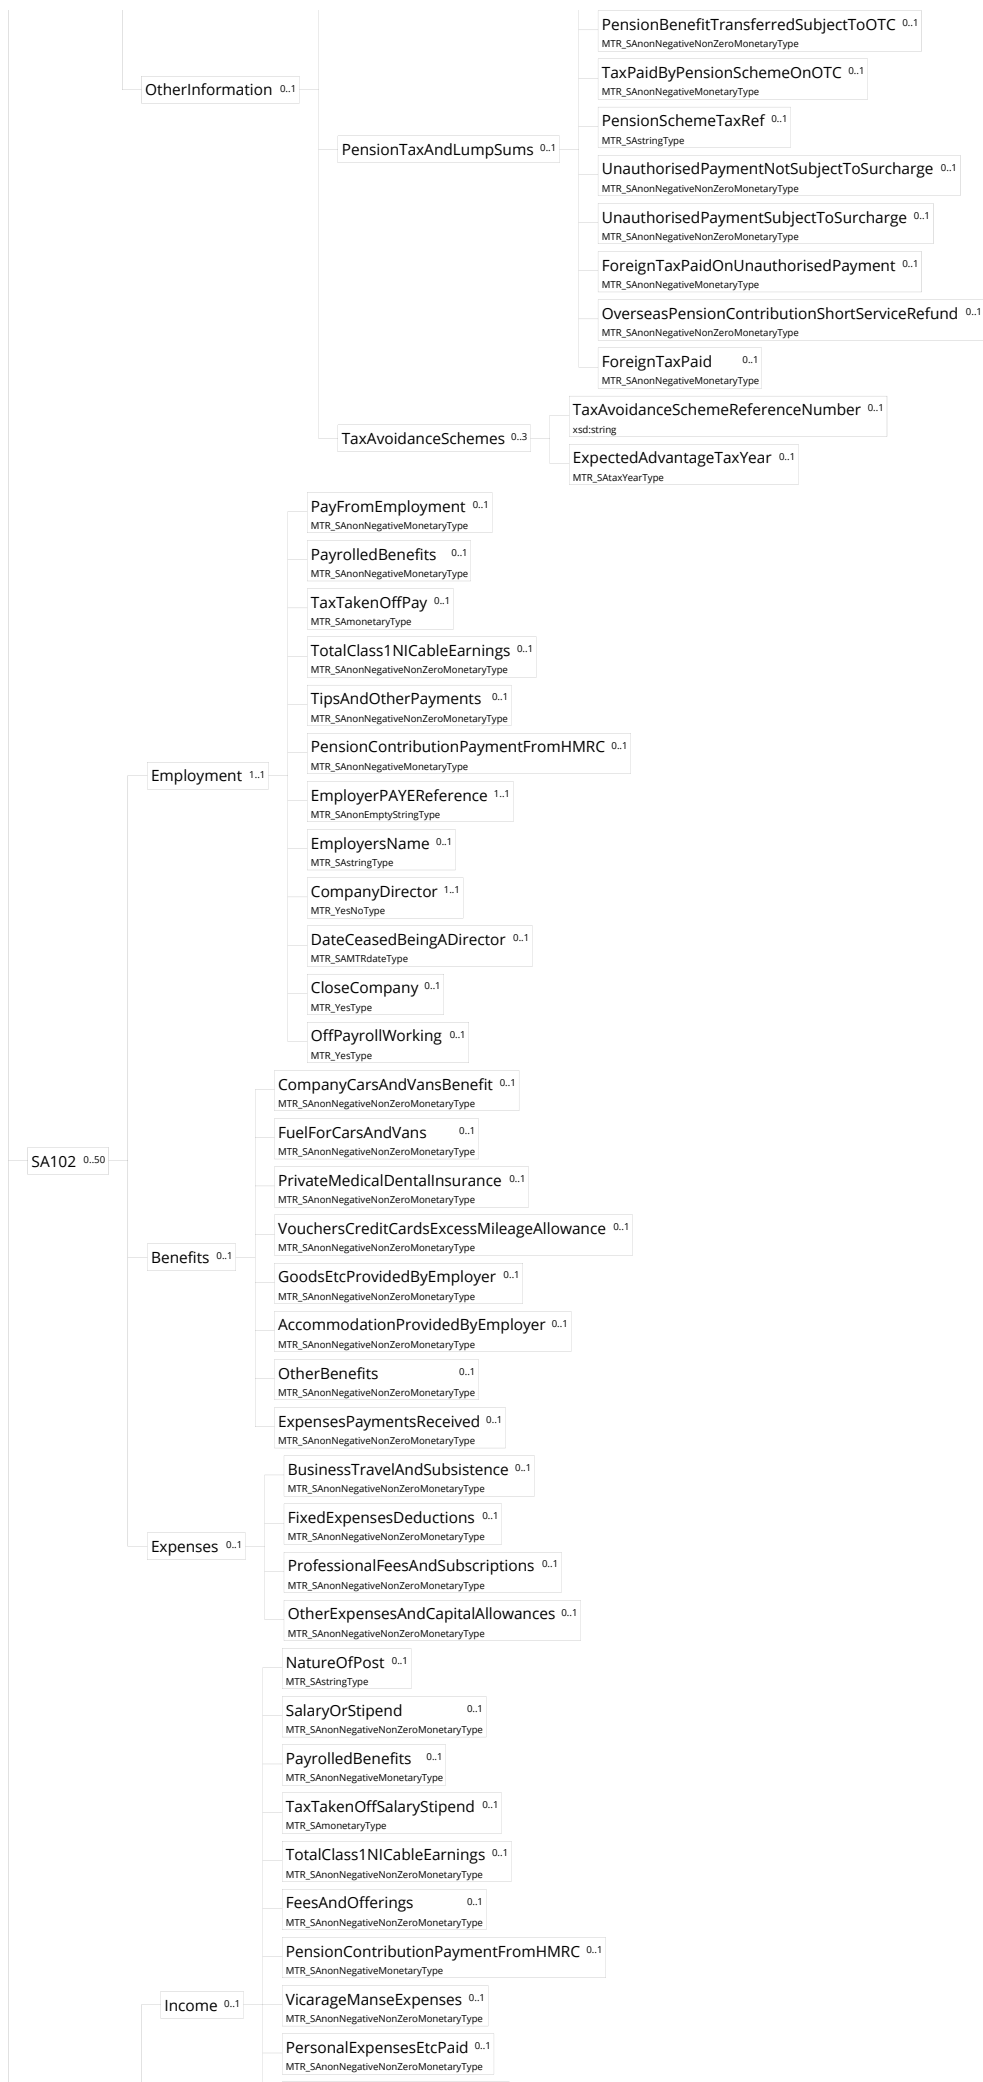 PensionBenefitTransferredSubjectToOTC 0..1
MTR_SAnonNegativeNonZeroMonetaryType
TaxPaidByPensionSchemeOnOTC 0..1
MTR_SAnonNegativeMonetaryType
OtherInformation 0..1
PensionSchemeTaxRef 0..1
MTR_SAstringType
PensionTaxAndLumpSums 0..1
UnauthorisedPaymentNotSubjectToSurcharge 0..1
MTR_SAnonNegativeNonZeroMonetaryType
UnauthorisedPaymentSubjectToSurcharge 0..1
MTR_SAnonNegativeNonZeroMonetaryType
ForeignTaxPaidOnUnauthorisedPayment 0..1
MTR_SAnonNegativeMonetaryType
OverseasPensionContributionShortServiceRefund 0..1
MTR_SAnonNegativeNonZeroMonetaryType
ForeignTaxPaid 0..1
MTR_SAnonNegativeMonetaryType
TaxAvoidanceSchemes 0..3
TaxAvoidanceSchemeReferenceNumber 0..1
xsd:string
ExpectedAdvantageTaxYear 0..1
MTR_SAtaxYearType
PayFromEmployment 0..1
MTR_SAnonNegativeMonetaryType
PayrolledBenefits 0..1
MTR_SAnonNegativeMonetaryType
TaxTakenOffPay 0..1
MTR_SAmonetaryType
TotalClass1NICableEarnings 0..1
MTR_SAnonNegativeNonZeroMonetaryType
TipsAndOtherPayments 0..1
MTR_SAnonNegativeNonZeroMonetaryType
PensionContributionPaymentFromHMRC 0..1
MTR_SAnonNegativeMonetaryType
Employment 1..1
EmployerPAYEReference 1..1
MTR_SAnonEmptyStringType
EmployersName 0..1
MTR_SAstringType
CompanyDirector 1..1
MTR_YesNoType
DateCeasedBeingADirector 0..1
MTR_SAMTRdateType
CloseCompany 0..1
MTR_YesType
OffPayrollWorking 0..1
MTR_YesType
CompanyCarsAndVansBenefit 0..1
MTR_SAnonNegativeNonZeroMonetaryType
FuelForCarsAndVans 0..1
MTR_SAnonNegativeNonZeroMonetaryType
SA102 0..50
PrivateMedicalDentalInsurance 0..1
MTR_SAnonNegativeNonZeroMonetaryType
VouchersCreditCardsExcessMileageAllowance 0..1
MTR_SAnonNegativeNonZeroMonetaryType
Benefits 0..1
GoodsEtcProvidedByEmployer 0..1
MTR_SAnonNegativeNonZeroMonetaryType
AccommodationProvidedByEmployer 0..1
MTR_SAnonNegativeNonZeroMonetaryType
OtherBenefits 0..1
MTR_SAnonNegativeNonZeroMonetaryType
ExpensesPaymentsReceived 0..1
MTR_SAnonNegativeNonZeroMonetaryType
BusinessTravelAndSubsistence 0..1
MTR_SAnonNegativeNonZeroMonetaryType
FixedExpensesDeductions 0..1
MTR_SAnonNegativeNonZeroMonetaryType
Expenses 0..1
ProfessionalFeesAndSubscriptions 0..1
MTR_SAnonNegativeNonZeroMonetaryType
OtherExpensesAndCapitalAllowances 0..1
MTR_SAnonNegativeNonZeroMonetaryType
NatureOfPost 0..1
MTR_SAstringType
SalaryOrStipend 0..1
MTR_SAnonNegativeNonZeroMonetaryType
PayrolledBenefits 0..1
MTR_SAnonNegativeMonetaryType
TaxTakenOffSalaryStipend 0..1
MTR_SAmonetaryType
TotalClass1NICableEarnings 0..1
MTR_SAnonNegativeNonZeroMonetaryType
FeesAndOfferings 0..1
MTR_SAnonNegativeNonZeroMonetaryType
PensionContributionPaymentFromHMRC 0..1
MTR_SAnonNegativeMonetaryType
Income 0..1
VicarageManseExpenses 0..1
MTR_SAnonNegativeNonZeroMonetaryType
PersonalExpensesEtcPaid 0..1
MTR_SAnonNegativeNonZeroMonetaryType